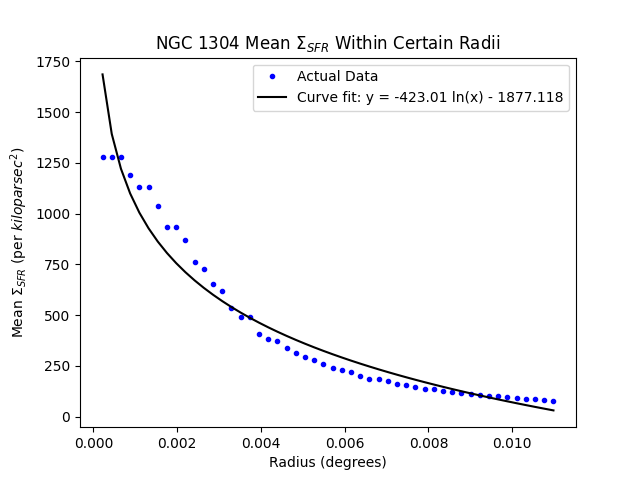 NGC 1304 Mean Σ_SFR Within Certain Radii
Actual Data
Curve fit: y = -423.01 ln(x) - 1877.118
1750
1500
1250
1000
750
500
250
0
Mean Σ_SFR (per kiloparsec²)
0.000 0.002 0.004 0.006 0.008 0.010
Radius (degrees)